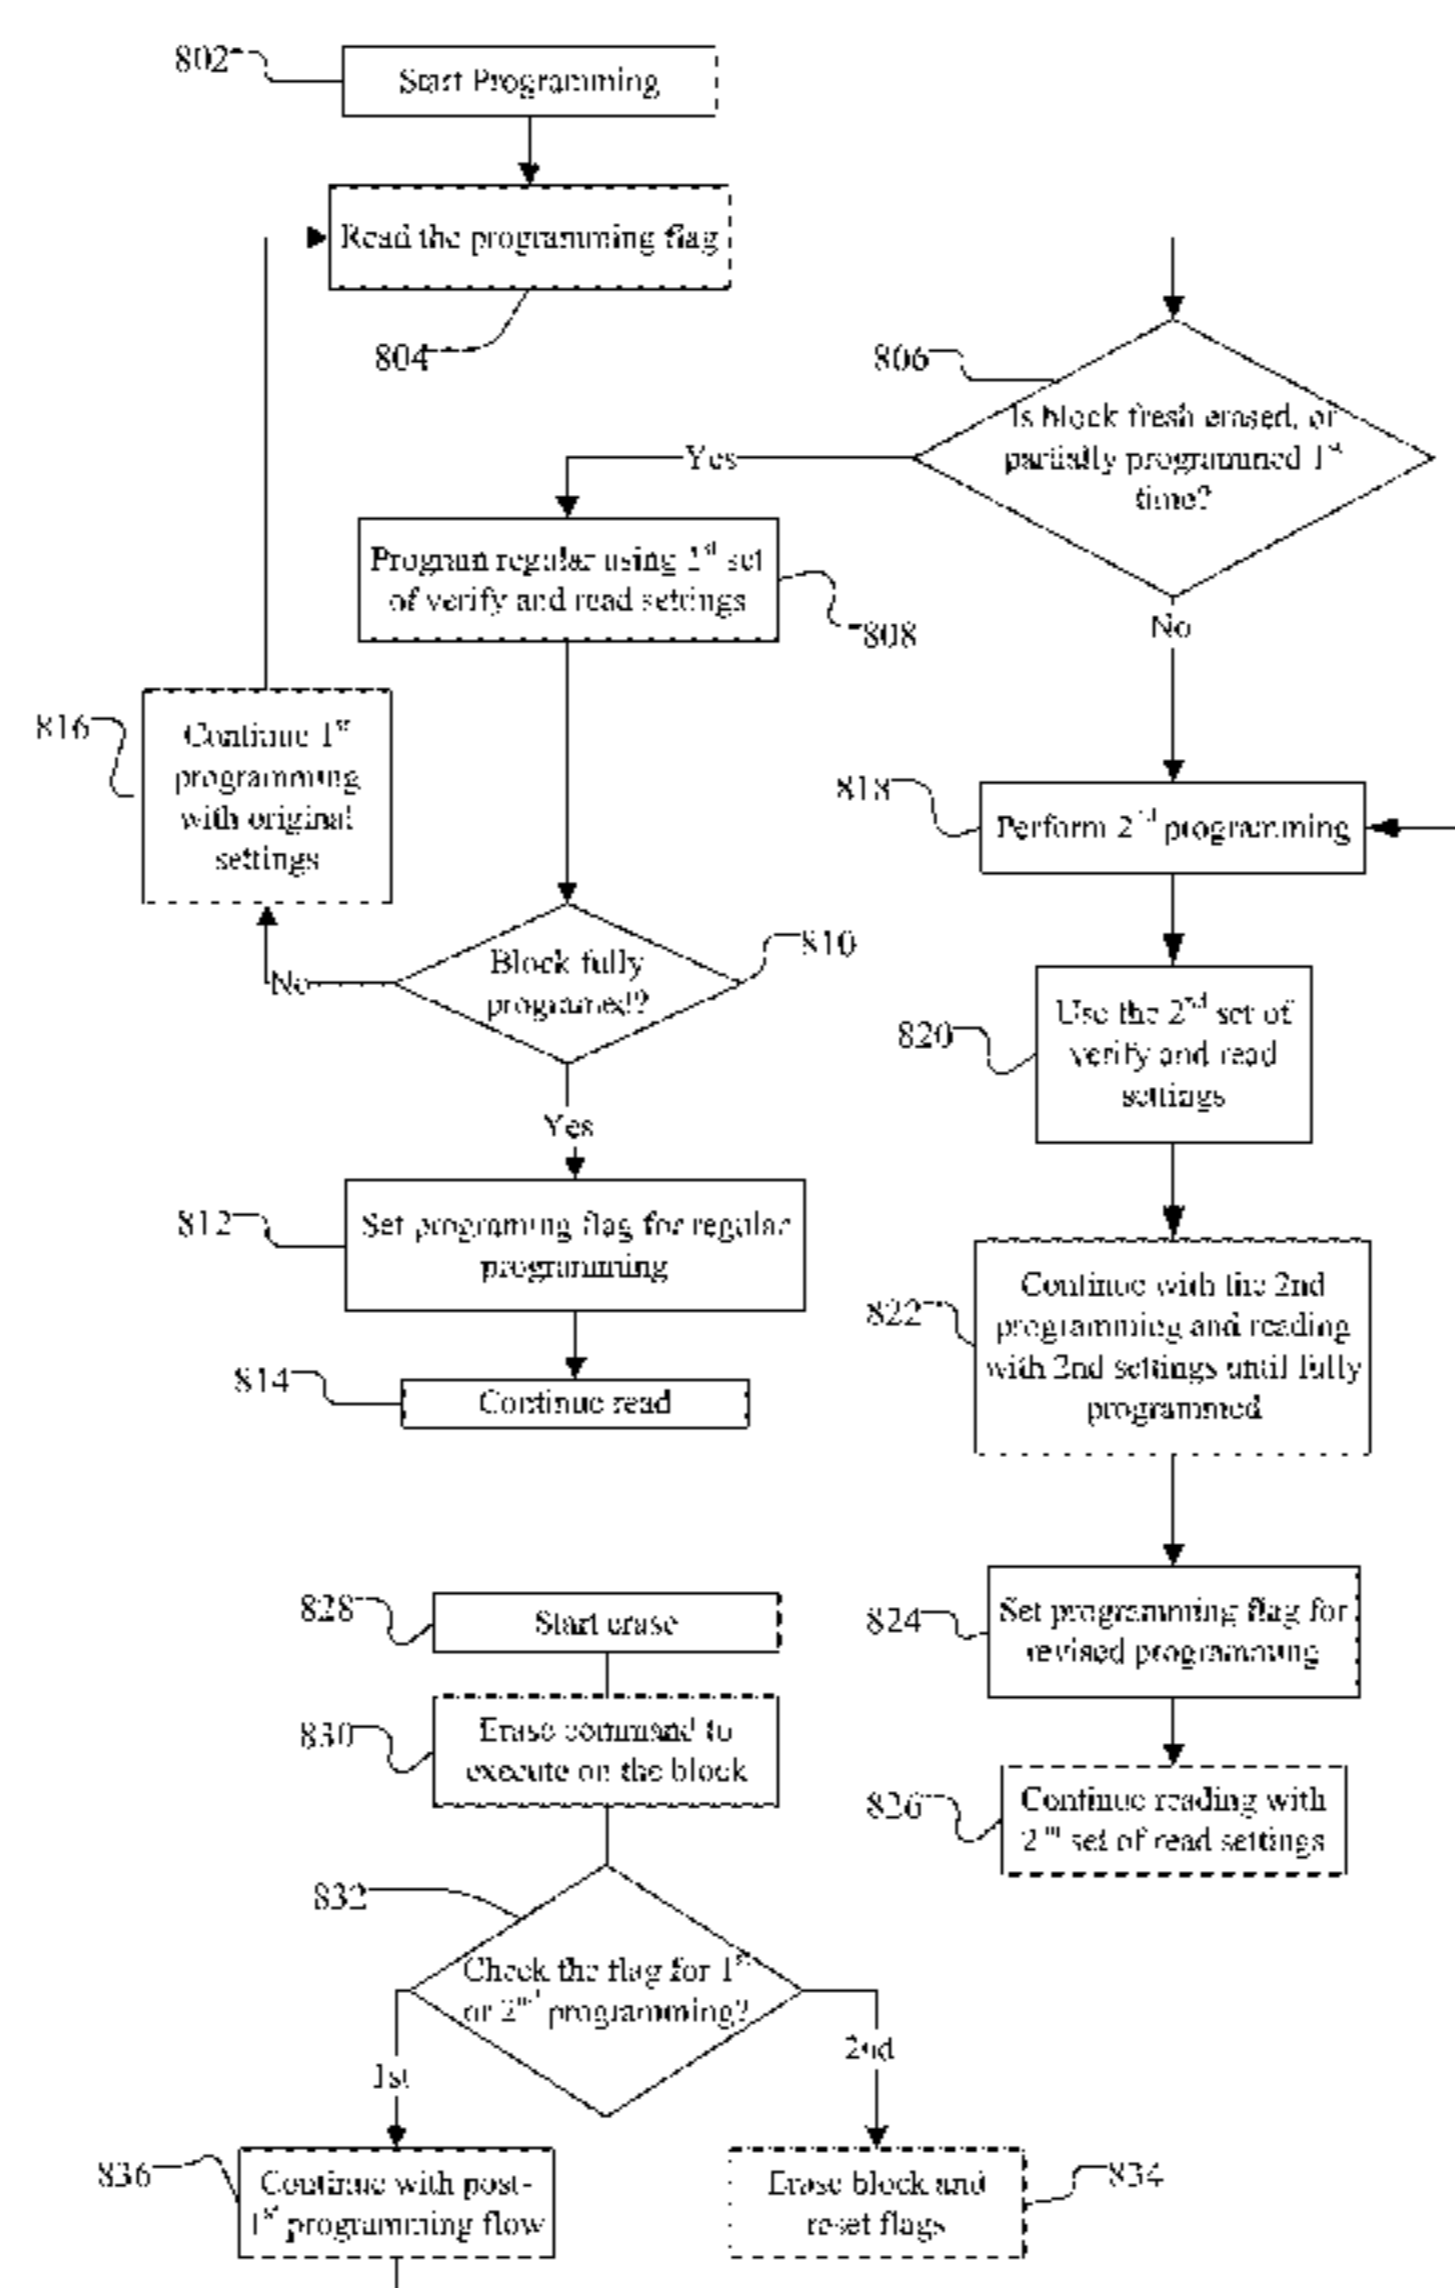 802
Start Programming
Read the programming flag
804
806
Is block fresh erased, or
partially programmed 1st
time?
Yes
No
Program regular using 1st set
of verify and read settings
808
816
Continue 1st
programming
with original
settings
818
Perform 2nd programming
810
Block fully
programed?
No
Yes
820
Use the 2nd set of
verify and read
settings
812
Set programing flag for regular
programming
822
Continue with the 2nd
programming and reading
with 2nd settings until fully
programmed
814
Continue read
824
Set programming flag for
revised programming
826
Continue reading with
2nd set of read settings
828
Start erase
830
Erase command to
execute on the block
832
Check the flag for 1st
or 2nd programming?
1st
2nd
836
Continue with post-
1st programming flow
Erase block and
reset flags
834